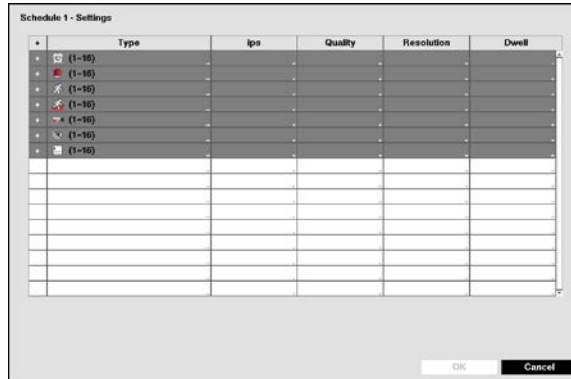 Schedule 1 - Settings
+ Type ips Quality Resolution Dwell
+ (1~16)
+ (1~16)
+ (1~16)
+ (1~16)
+ (1~16)
+ (1~16)
+ (1~16)
OK Cancel